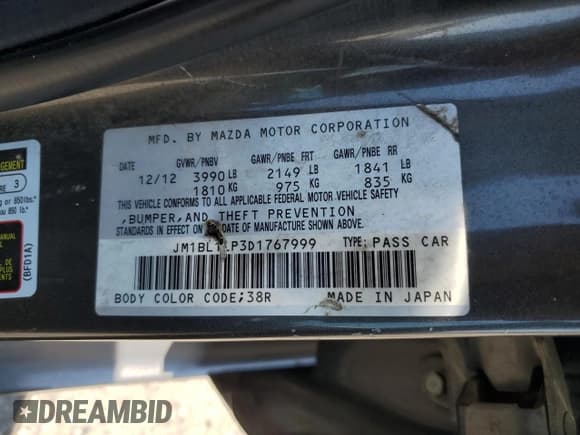 MFD. BY MAZDA MOTOR CORPORATION
DATE GVWR/PNBV GAWR/PNBE FRT GAWR/PNBE RR
12/12 3990 LB 2149 LB 1841 LB
1810 KG 975 KG 835 KG
THIS VEHICLE CONFORMS TO ALL APPLICABLE FEDERAL MOTOR VEHICLE SAFETY
,BUMPER,AND THEFT PREVENTION
STANDARDS IN EFFECT ON DATE OF MANUFACTURE SHOWN ABOVE.
P3D1767999 TYPE: PASS CAR
BODY COLOR CODE;38R MADE IN JAPAN
3
(BFD1A)
DREAMBID